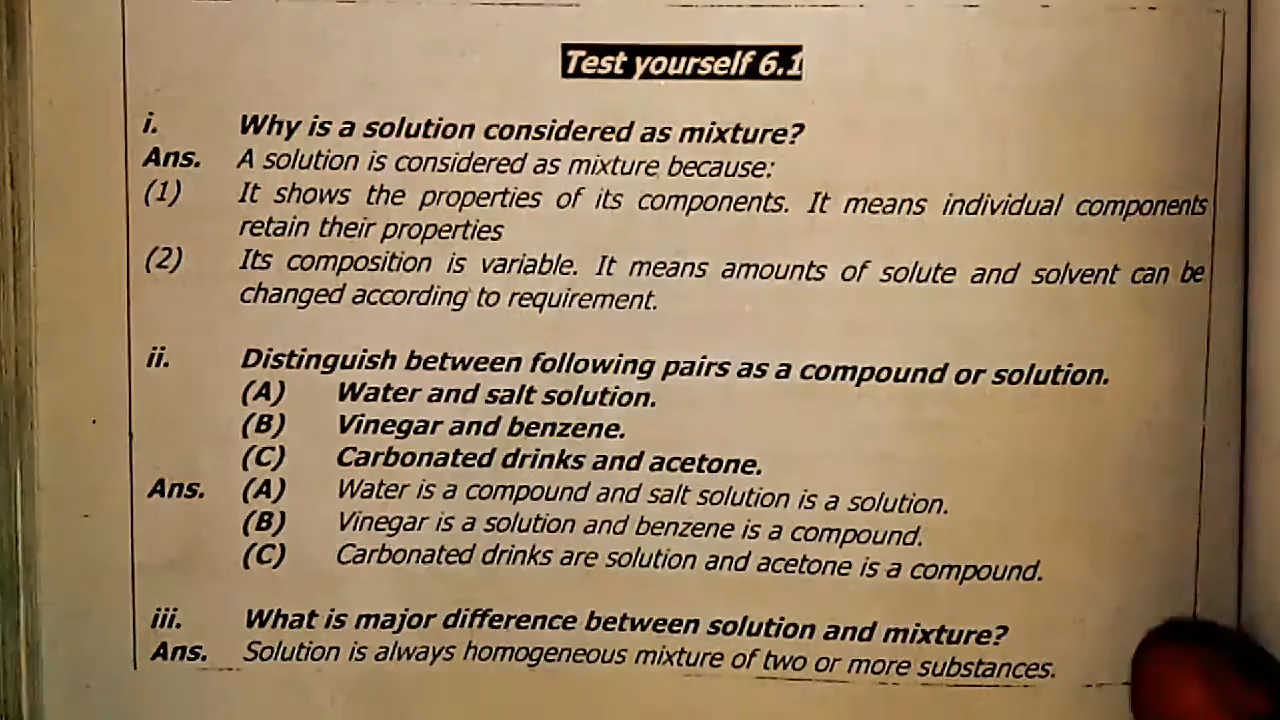 Test yourself 6.1
i. Why is a solution considered as mixture?
Ans. A solution is considered as mixture because:
(1) It shows the properties of its components. It means individual components
retain their properties
(2) Its composition is variable. It means amounts of solute and solvent can be
changed according to requirement.
ii. Distinguish between following pairs as a compound or solution.
(A) Water and salt solution.
(B) Vinegar and benzene.
(C) Carbonated drinks and acetone.
Ans. (A) Water is a compound and salt solution is a solution.
(B) Vinegar is a solution and benzene is a compound.
(C) Carbonated drinks are solution and acetone is a compound.
iii. What is major difference between solution and mixture?
Ans. Solution is always homogeneous mixture of two or more substances.